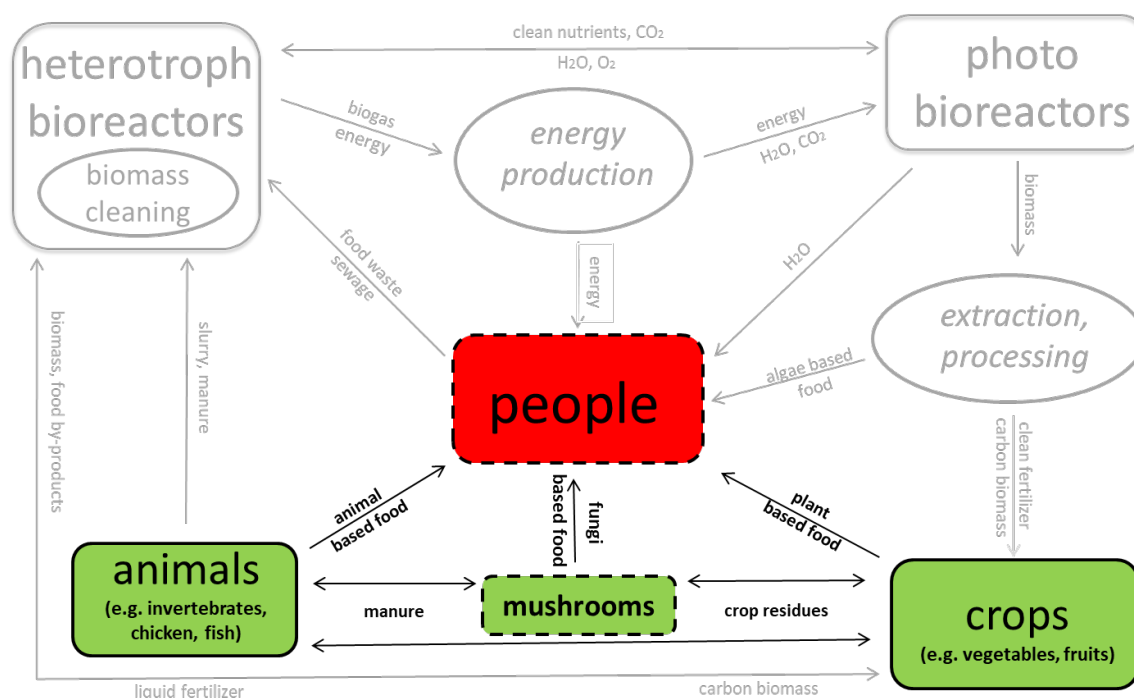 clean nutrients, CO₂
H₂O, O₂
heterotroph
bioreactors
biomass
cleaning
biogas
energy
energy
production
energy
H₂O, CO₂
photo
bioreactors
biomass
food waste
sewage
energy
H₂O
extraction,
processing
algae based
food
people
biomass, food by-products
slurry, manure
clean fertilizer
carbon biomass
animal
based food
fungi
based food
plant
based food
animals
(e.g. invertebrates,
chicken, fish)
manure
mushrooms
crop residues
crops
(e.g. vegetables, fruits)
liquid fertilizer
carbon biomass